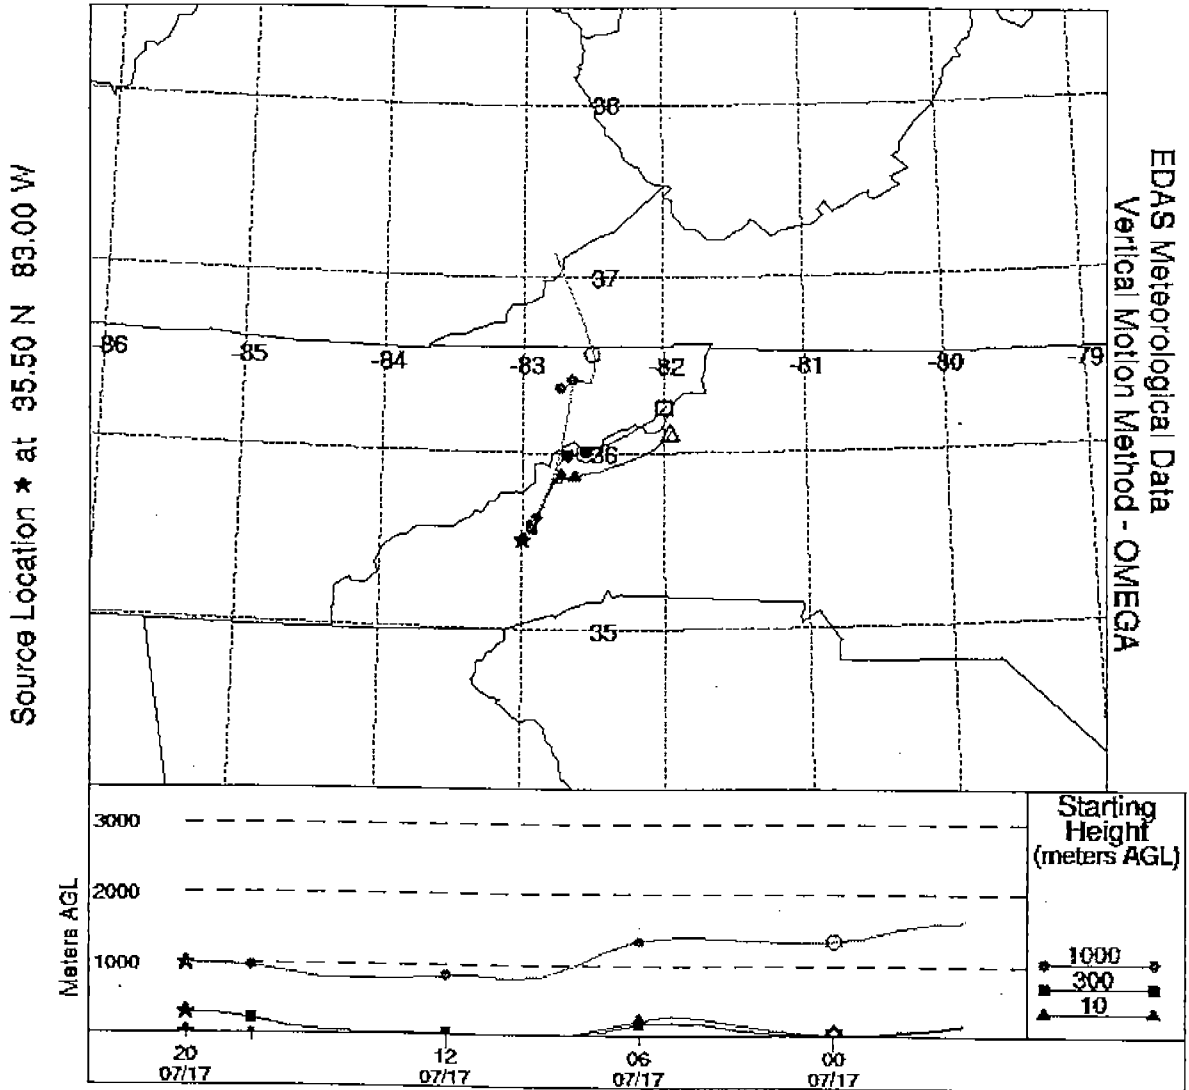 Source Location ★ at 35.50 N 83.00 W
EDAS Meteorological Data
Vertical Motion Method - OMEGA
38
37
-86 -85 -84 -83 -82 -81 -80 -79
36
35
Meters AGL
3000
2000
1000
20 12 06 00
07/17 07/17 07/17 07/17
Starting
Height
(meters AGL)
1000
300
10